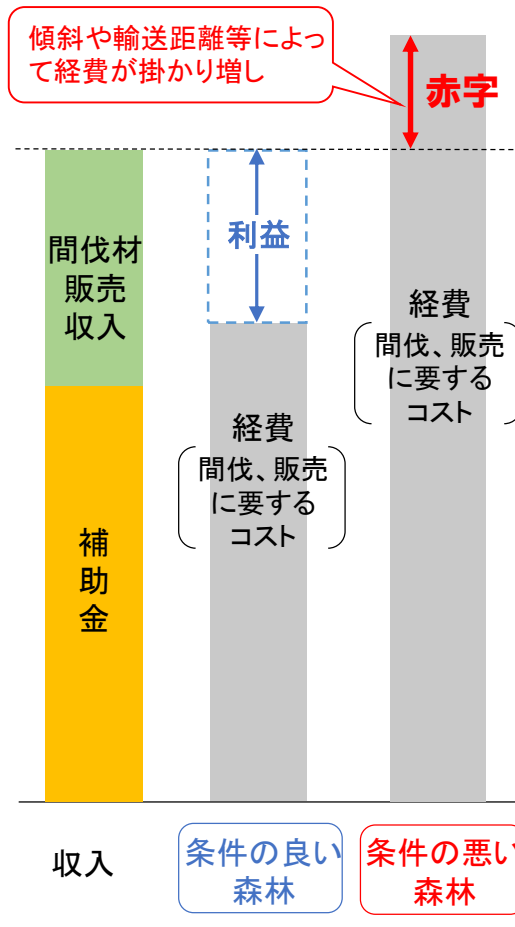 傾斜や輸送距離等によっ
て経費が掛かり増し
赤字
間伐材
販売
収入
利益
経費
間伐、販売
に要する
コスト
経費
間伐、販売
に要する
コスト
補
助
金
収入
条件の良い
森林
条件の悪い
森林